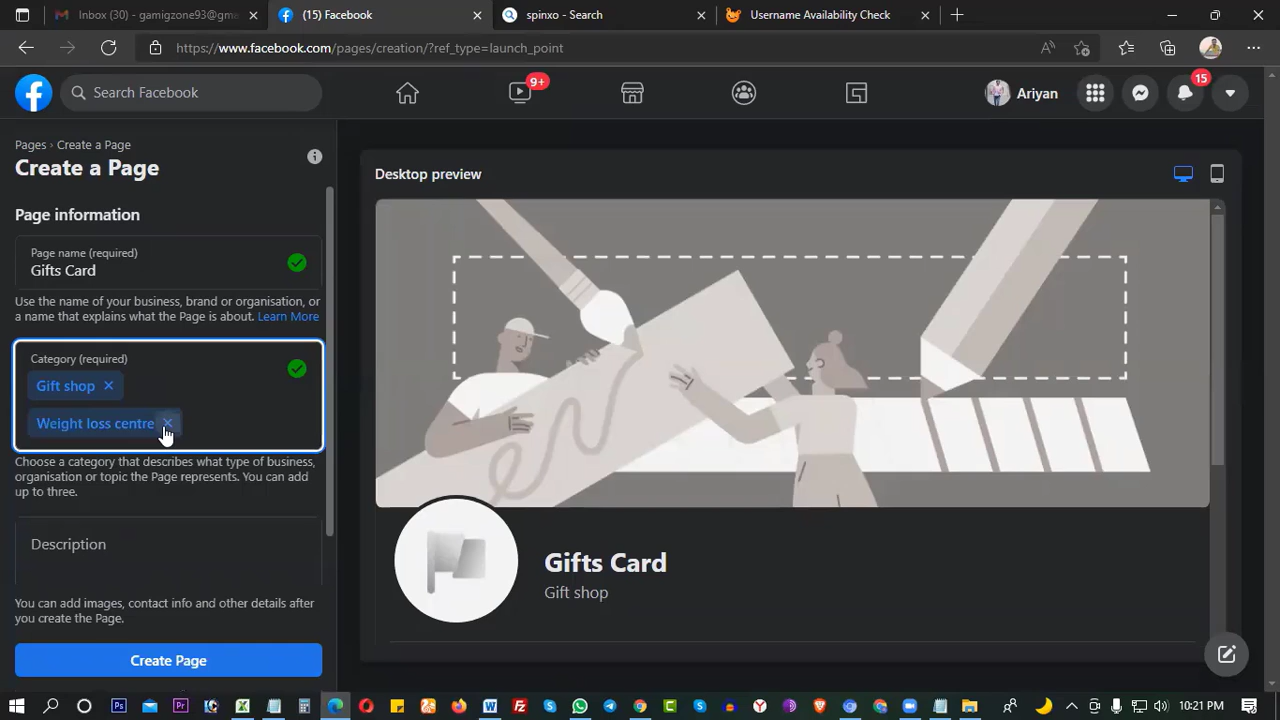 Inbox (30) - gamigzone93@gma
(15) Facebook
spinxo - Search
Username Availability Check
https://www.facebook.com/pages/creation/?ref_type=launch_point
Search Facebook
9+
Ariyan
15
Pages › Create a Page
Create a Page
Page information
Page name (required)
Gifts Card
Use the name of your business, brand or organisation, or
a name that explains what the Page is about. Learn More
Category (required)
Gift shop
Weight loss centre
Choose a category that describes what type of business,
organisation or topic the Page represents. You can add
up to three.
Description
You can add images, contact info and other details after
you create the Page.
Create Page
Desktop preview
Gifts Card
Gift shop
10:21 PM